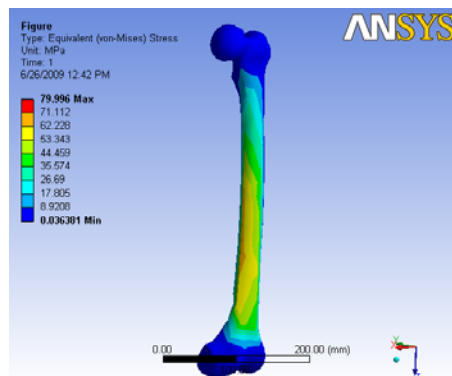 Figure
Type: Equivalent (von-Mises) Stress
Unit: MPa
Time: 1
6/26/2009 12:42 PM
ANSYS
79.996 Max
71.112
62.228
53.343
44.459
35.574
26.69
17.805
8.9208
0.036301 Min
0.00
200.00 (mm)